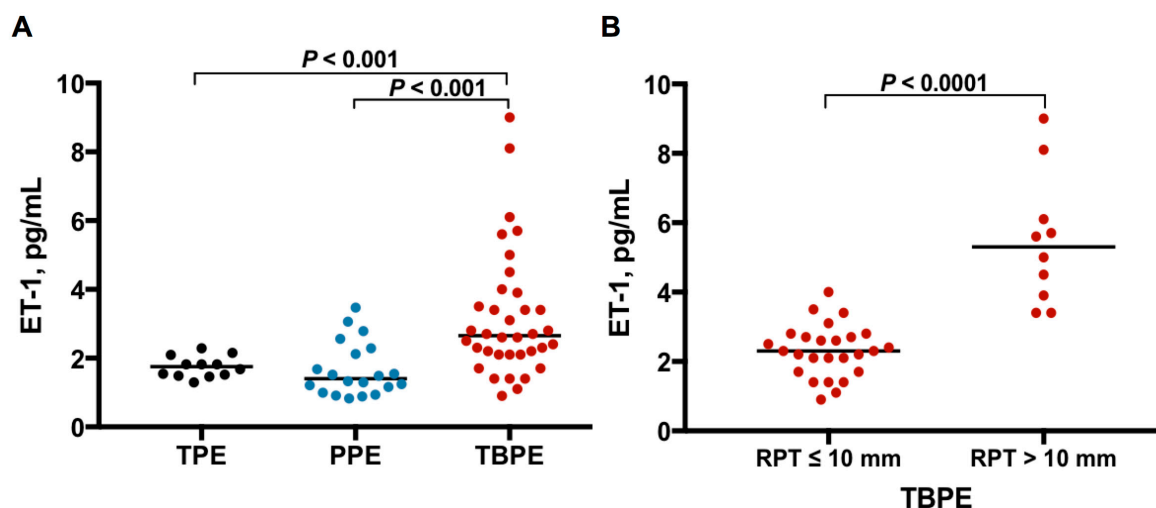 A
P < 0.001
P < 0.001
10
8
6
4
2
0
ET-1, pg/mL
TPE
PPE
TBPE
B
P < 0.0001
10
8
6
4
2
0
ET-1, pg/mL
RPT ≤ 10 mm
RPT > 10 mm
TBPE